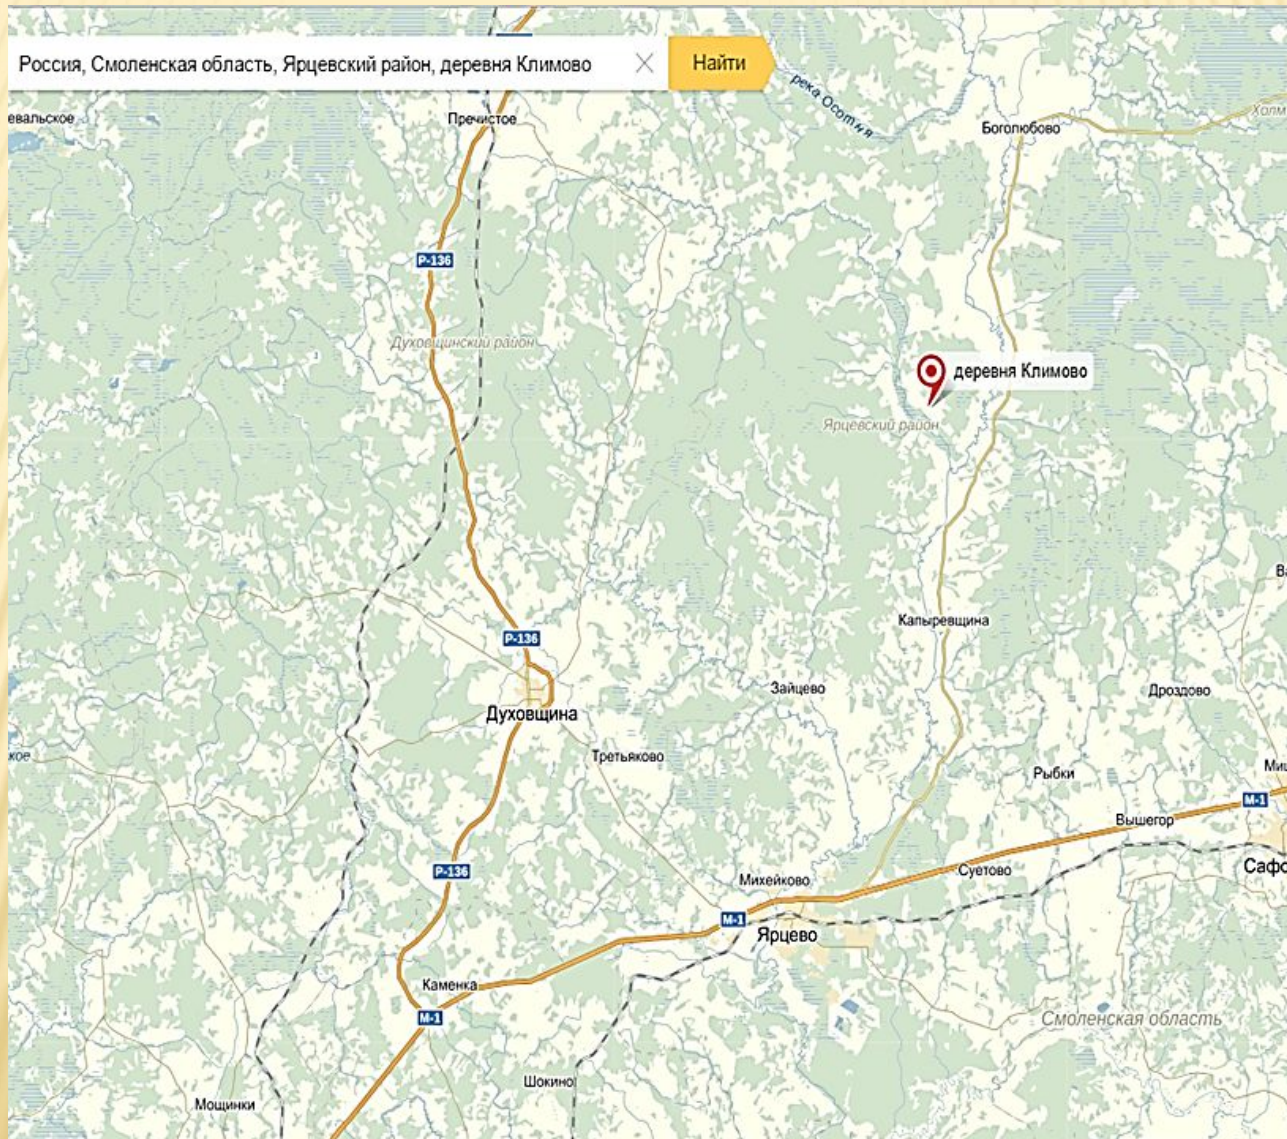 Россия, Смоленская область, Ярцевский район, деревня Климово
Найти
река Осотня
Холм
евальское
Пречистое
Боголюбово
Р-136
Духовщинский район
деревня Климово
Ярцевский район
Капыревщина
Р-136
Зайцево
Дроздово
Духовщина
Третьяково
кое
Рыбки
М-1
Вышегор
Сафо
Р-136
Михейково
Суетово
М-1
Ярцево
Каменка
М-1
Смоленская область
Шокино
Мощинки